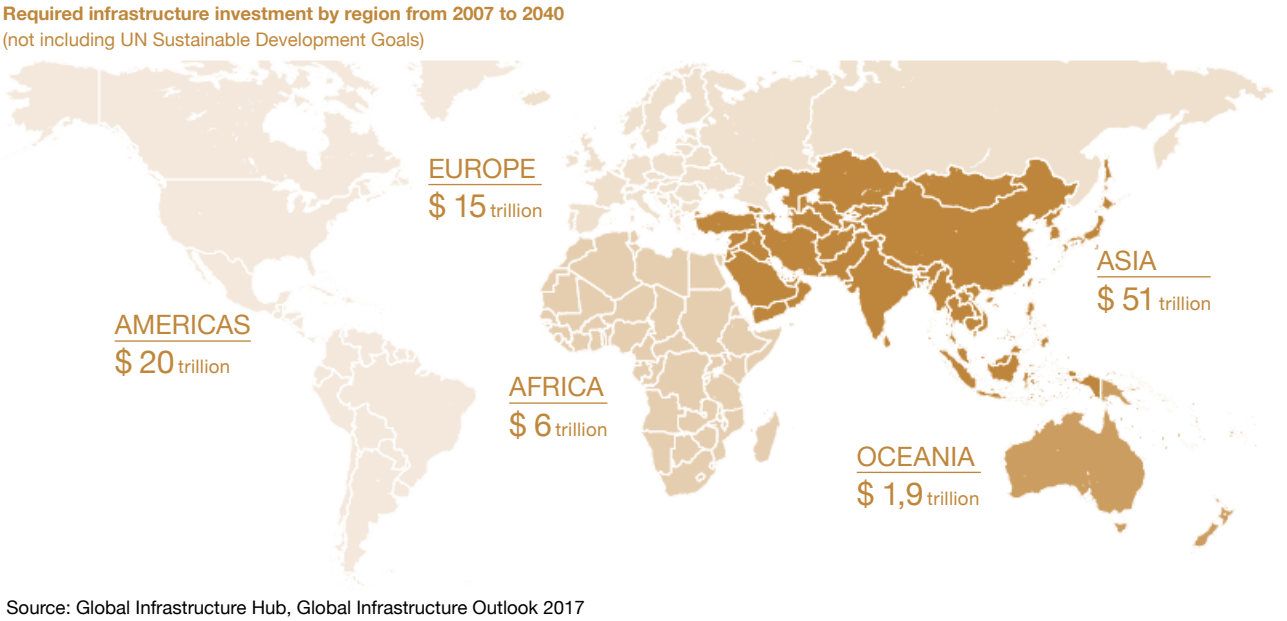 Required infrastructure investment by region from 2007 to 2040
(not including UN Sustainable Development Goals)
EUROPE
$ 15 trillion
ASIA
$ 51 trillion
AMERICAS
$ 20 trillion
AFRICA
$ 6 trillion
OCEANIA
$ 1,9 trillion
Source: Global Infrastructure Hub, Global Infrastructure Outlook 2017